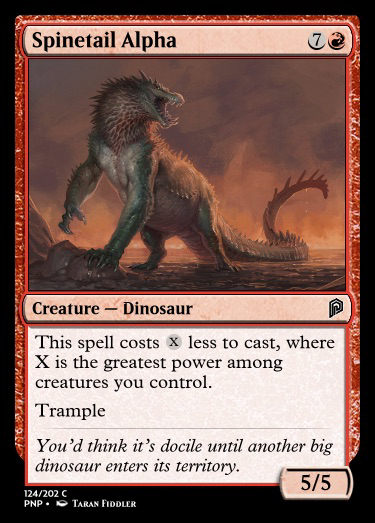 Spinetail Alpha 7
Creature — Dinosaur
This spell costs X less to cast, where
X is the greatest power among
creatures you control.
Trample
You'd think it's docile until another big
dinosaur enters its territory.
5/5
124/202 C
PNP • Taran Fiddler